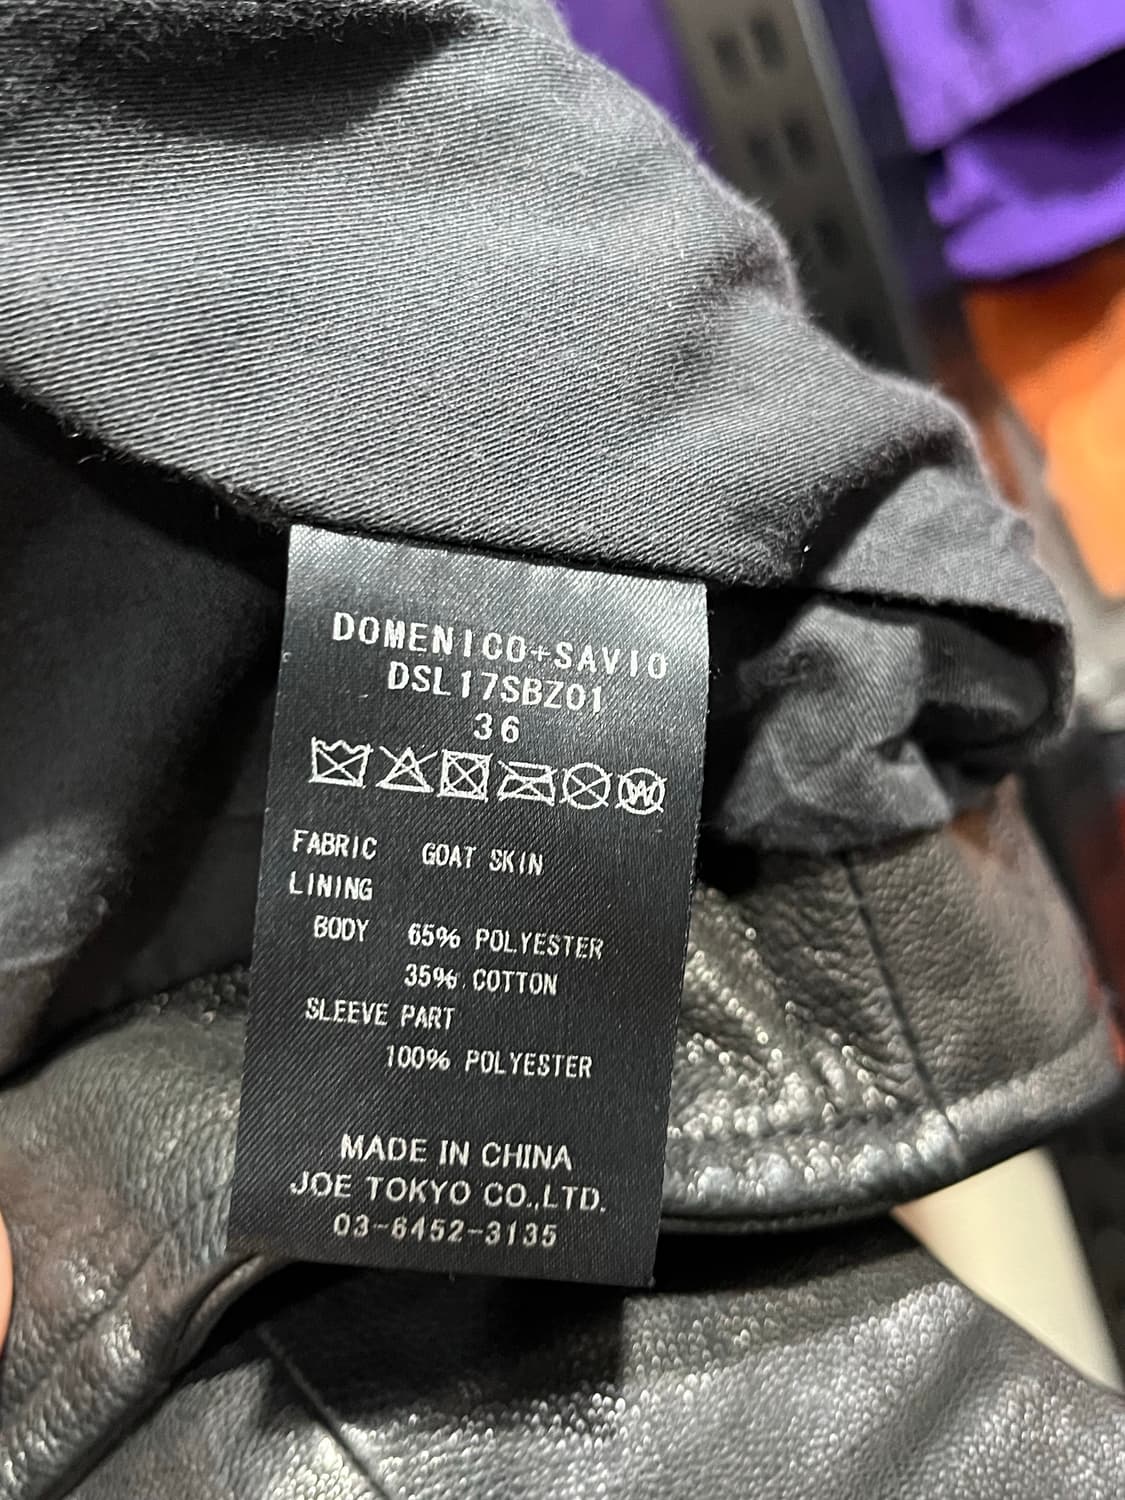 DOMENICO+SAVIO
DSL17SBZ01
36
W
FABRIC GOAT SKIN
LINING
BODY 65% POLYESTER
35% COTTON
SLEEVE PART
100% POLYESTER
MADE IN CHINA
JOE TOKYO CO.,LTD.
03-6452-3135